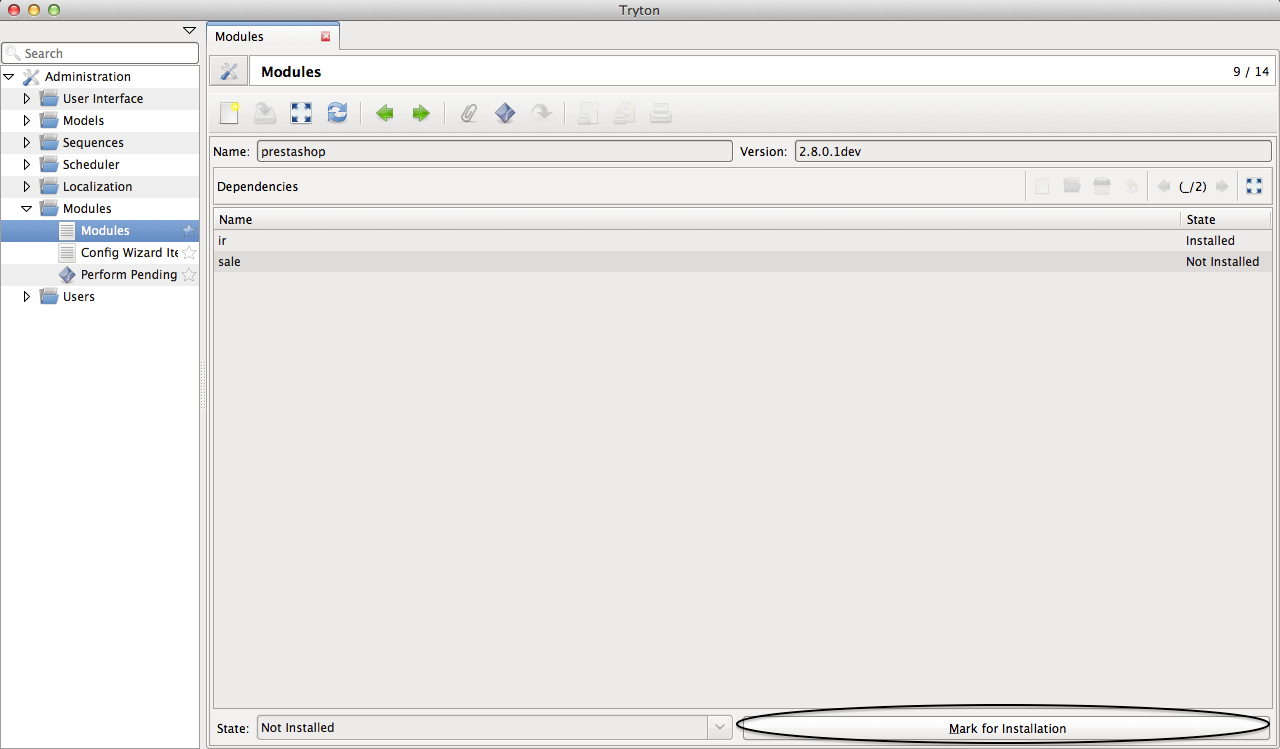 Tryton
Modules
Search
Administration
User Interface
Models
Sequences
Scheduler
Localization
Modules
Modules
Config Wizard Ite
Perform Pending
Users
Modules 9 / 14
Name: prestashop Version: 2.8.0.1dev
Dependencies (_/2)
Name State
ir Installed
sale Not Installed
State: Not Installed Mark for Installation